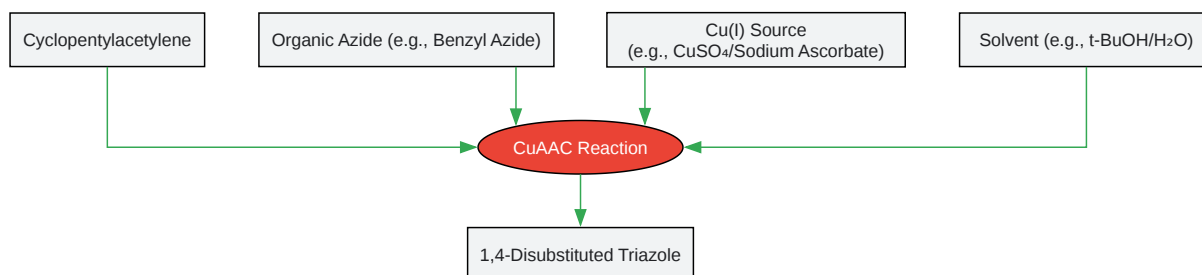 Cyclopentylacetylene
Organic Azide (e.g., Benzyl Azide)
Cu(I) Source
(e.g., CuSO₄/Sodium Ascorbate)
Solvent (e.g., t-BuOH/H₂O)
CuAAC Reaction
1,4-Disubstituted Triazole